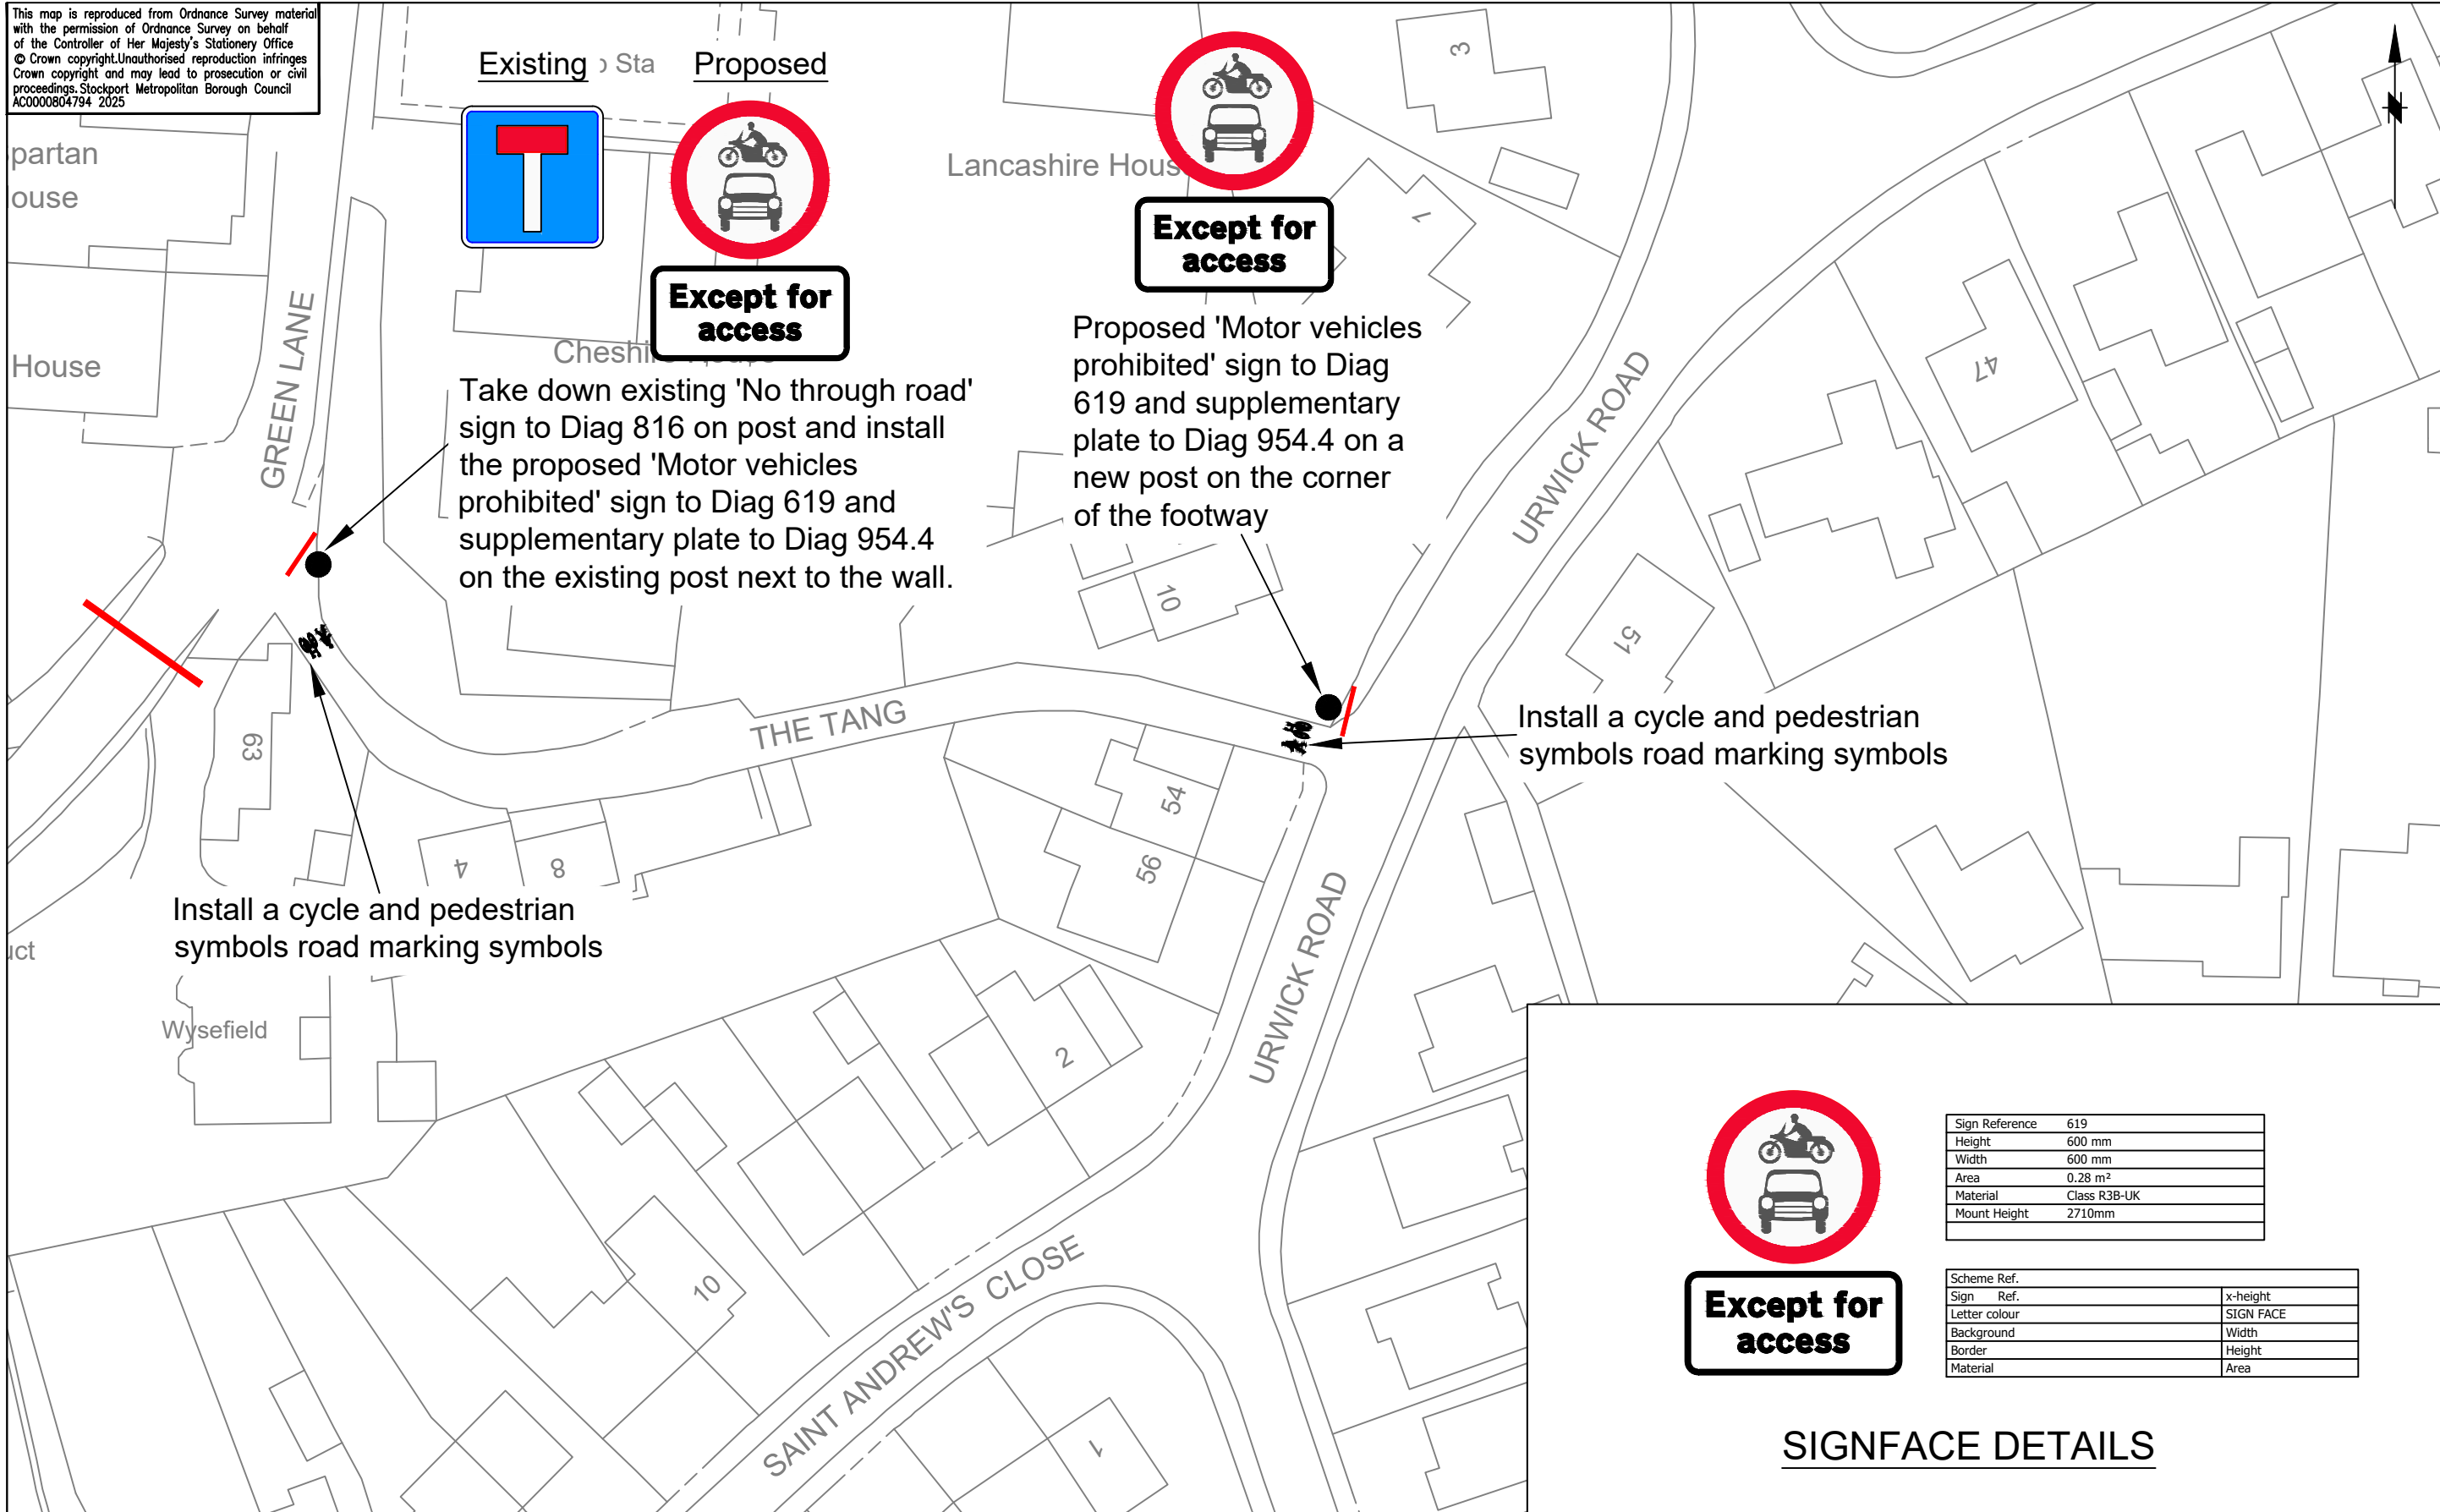 This map is reproduced from Ordnance Survey material
with the permission of Ordnance Survey on behalf
of the Controller of Her Majesty's Stationery Office
© Crown copyright.Unauthorised reproduction infringes
Crown copyright and may lead to prosecution or civil
proceedings. Stockport Metropolitan Borough Council
AC0000804794 2025
Existing
Sta
Proposed
Except for
access
Take down existing 'No through road'
sign to Diag 816 on post and install
the proposed 'Motor vehicles
prohibited' sign to Diag 619 and
supplementary plate to Diag 954.4
on the existing post next to the wall.
Lancashire Hous
Except for
access
Proposed 'Motor vehicles
prohibited' sign to Diag
619 and supplementary
plate to Diag 954.4 on a
new post on the corner
of the footway
3
7
partan
ouse
House
GREEN LANE
Cheshi
URWICK ROAD
47
51
10
63
THE TANG
54
56
4
8
Install a cycle and pedestrian
symbols road marking symbols
Install a cycle and pedestrian
symbols road marking symbols
uct
Wysefield
URWICK ROAD
2
10
SAINT ANDREW'S CLOSE
1
Except for
access
Sign Reference 619
Height 600 mm
Width 600 mm
Area 0.28 m²
Material Class R3B-UK
Mount Height 2710mm
Scheme Ref.
Sign Ref. x-height
Letter colour SIGN FACE
Background Width
Border Height
Material Area
SIGNFACE DETAILS